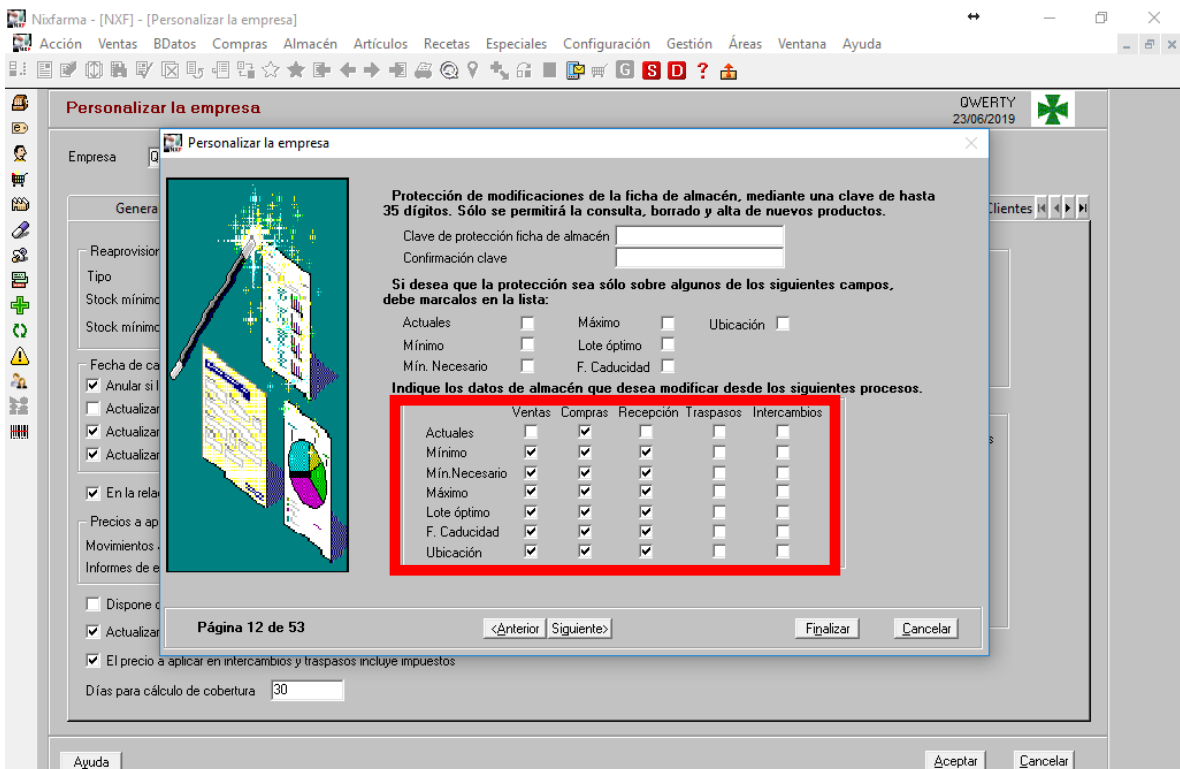 Nixfarma - [NXF] - [Personalizar la empresa]
Acción Ventas BDatos Compras Almacén Artículos Recetas Especiales Configuración Gestión Áreas Ventana Ayuda
G S D ?
Personalizar la empresa
QWERTY
23/06/2019
Empresa
Personalizar la empresa
Genera
Clientes
Reaprovision
Tipo
Stock mínimo
Stock mínimo
Fecha de ca
Anular si l
Actualizar
Actualizar
Actualizar
En la rela
Precios a ap
Movimientos
Informes de e
Dispone
Actualizar
Protección de modificaciones de la ficha de almacén, mediante una clave de hasta
35 dígitos. Sólo se permitirá la consulta, borrado y alta de nuevos productos.
Clave de protección ficha de almacén
Confirmación clave
Si desea que la protección sea sólo sobre algunos de los siguientes campos,
debe marcalos en la lista:
Actuales Máximo Ubicación
Mínimo Lote óptimo
Mín. Necesario F. Caducidad
Indique los datos de almacén que desea modificar desde los siguientes procesos.
Ventas Compras Recepción Traspasos Intercambios
Actuales
Mínimo
Mín.Necesario
Máximo
Lote óptimo
F. Caducidad
Ubicación
Página 12 de 53
<Anterior Siguiente> Finalizar Cancelar
El precio a aplicar en intercambios y traspasos incluye impuestos
Días para cálculo de cobertura 30
Ayuda Aceptar Cancelar